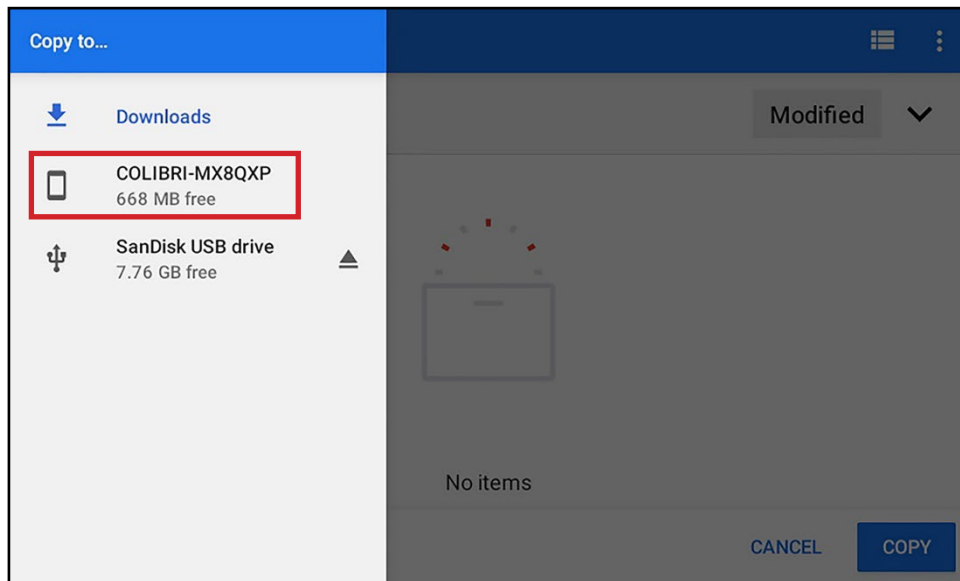 Copy to...
Downloads
COLIBRI-MX8QXP
668 MB free
SanDisk USB drive
7.76 GB free
Modified
No items
CANCEL
COPY